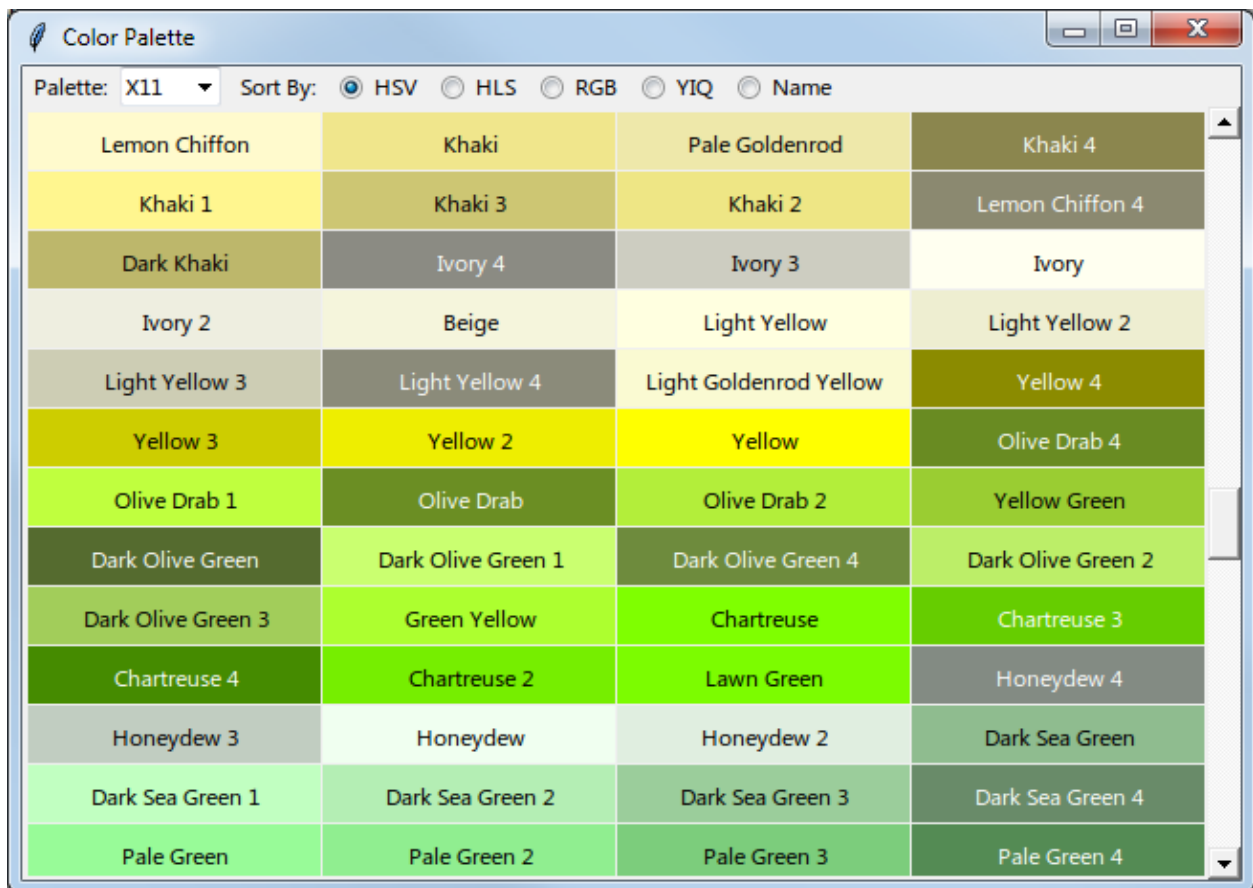 Color Palette
Palette: X11 Sort By: HSV HLS RGB YIQ Name
Lemon Chiffon Khaki Pale Goldenrod Khaki 4
Khaki 1 Khaki 3 Khaki 2 Lemon Chiffon 4
Dark Khaki Ivory 4 Ivory 3 Ivory
Ivory 2 Beige Light Yellow Light Yellow 2
Light Yellow 3 Light Yellow 4 Light Goldenrod Yellow Yellow 4
Yellow 3 Yellow 2 Yellow Olive Drab 4
Olive Drab 1 Olive Drab Olive Drab 2 Yellow Green
Dark Olive Green Dark Olive Green 1 Dark Olive Green 4 Dark Olive Green 2
Dark Olive Green 3 Green Yellow Chartreuse Chartreuse 3
Chartreuse 4 Chartreuse 2 Lawn Green Honeydew 4
Honeydew 3 Honeydew Honeydew 2 Dark Sea Green
Dark Sea Green 1 Dark Sea Green 2 Dark Sea Green 3 Dark Sea Green 4
Pale Green Pale Green 2 Pale Green 3 Pale Green 4